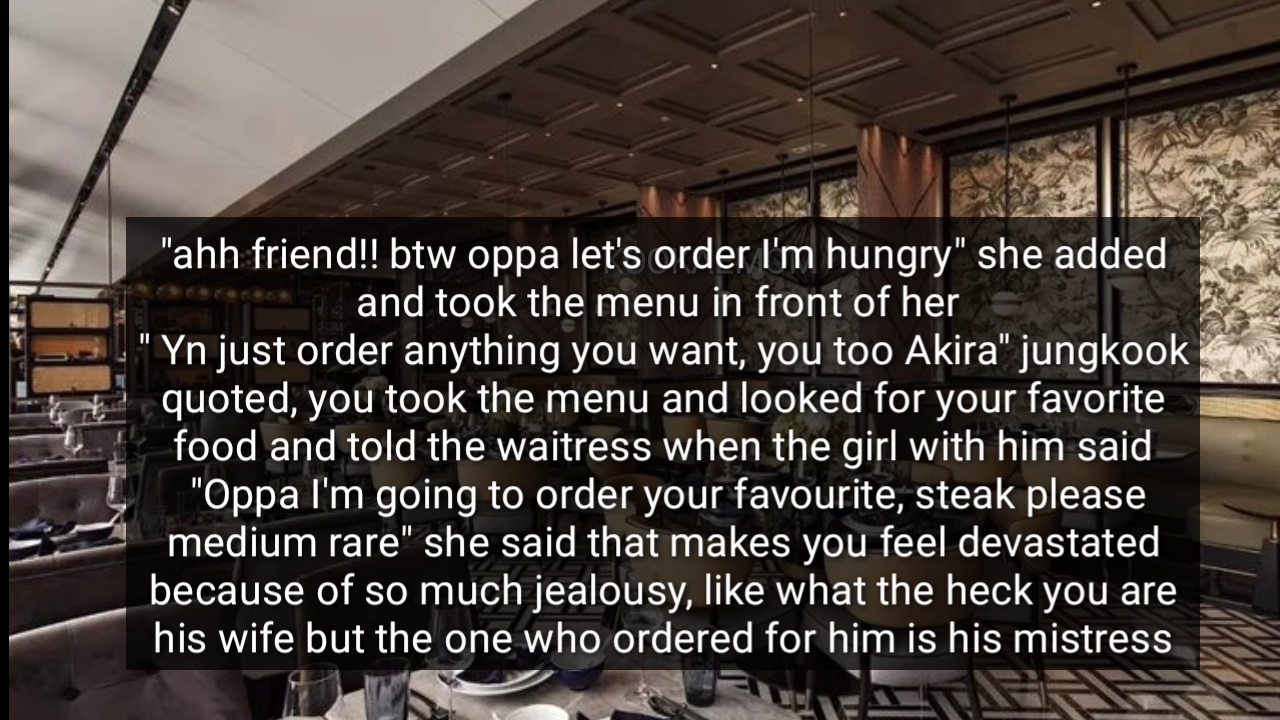 "ahh friend!! btw oppa let's order I'm hungry" she added
and took the menu in front of her
" Yn just order anything you want, you too Akira" jungkook
quoted, you took the menu and looked for your favorite
food and told the waitress when the girl with him said
"Oppa I'm going to order your favourite, steak please
medium rare" she said that makes you feel devastated
because of so much jealousy, like what the heck you are
his wife but the one who ordered for him is his mistress